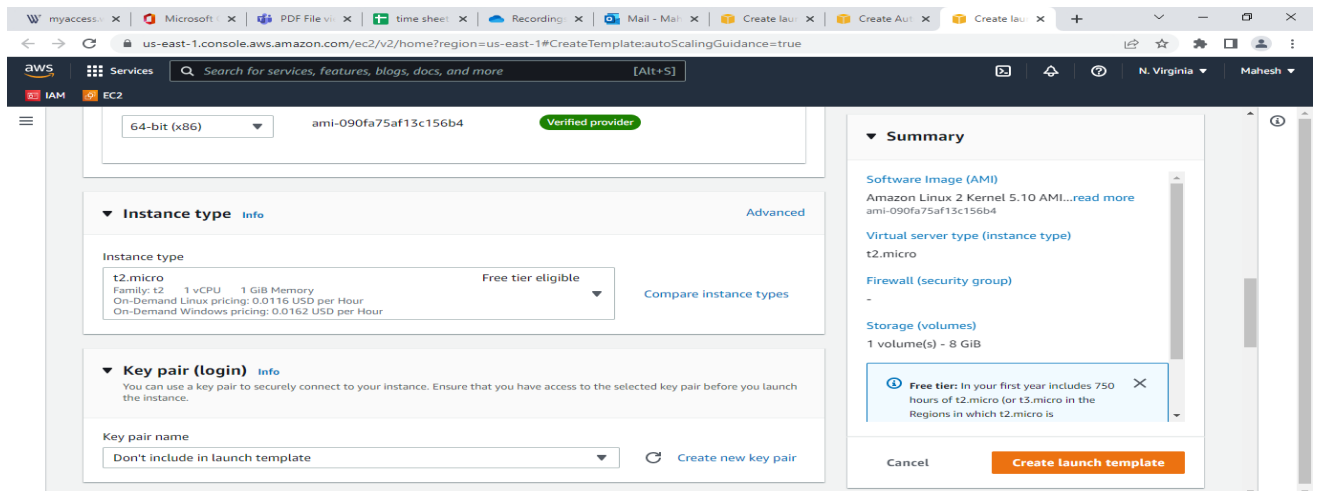 myaccess.w
Microsoft
PDF File vi
time sheet
Recordings
Mail - Mah
Create lau
Create Aut
Create lau
us-east-1.console.aws.amazon.com/ec2/v2/home?region=us-east-1#CreateTemplate:autoScalingGuidance=true
aws
Services
Search for services, features, blogs, docs, and more
[Alt+S]
N. Virginia
Mahesh
IAM
EC2
64-bit (x86)
ami-090fa75af13c156b4
Verified provider
Instance type Info
Advanced
Instance type
t2.micro
Free tier eligible
Family: t2 1 vCPU 1 GiB Memory
On-Demand Linux pricing: 0.0116 USD per Hour
On-Demand Windows pricing: 0.0162 USD per Hour
Compare instance types
Key pair (login) Info
You can use a key pair to securely connect to your instance. Ensure that you have access to the selected key pair before you launch
the instance.
Key pair name
Don't include in launch template
Create new key pair
Summary
Software Image (AMI)
Amazon Linux 2 Kernel 5.10 AMI...read more
ami-090fa75af13c156b4
Virtual server type (instance type)
t2.micro
Firewall (security group)
-
Storage (volumes)
1 volume(s) - 8 GiB
Free tier: In your first year includes 750
hours of t2.micro (or t3.micro in the
Regions in which t2.micro is
Cancel
Create launch template